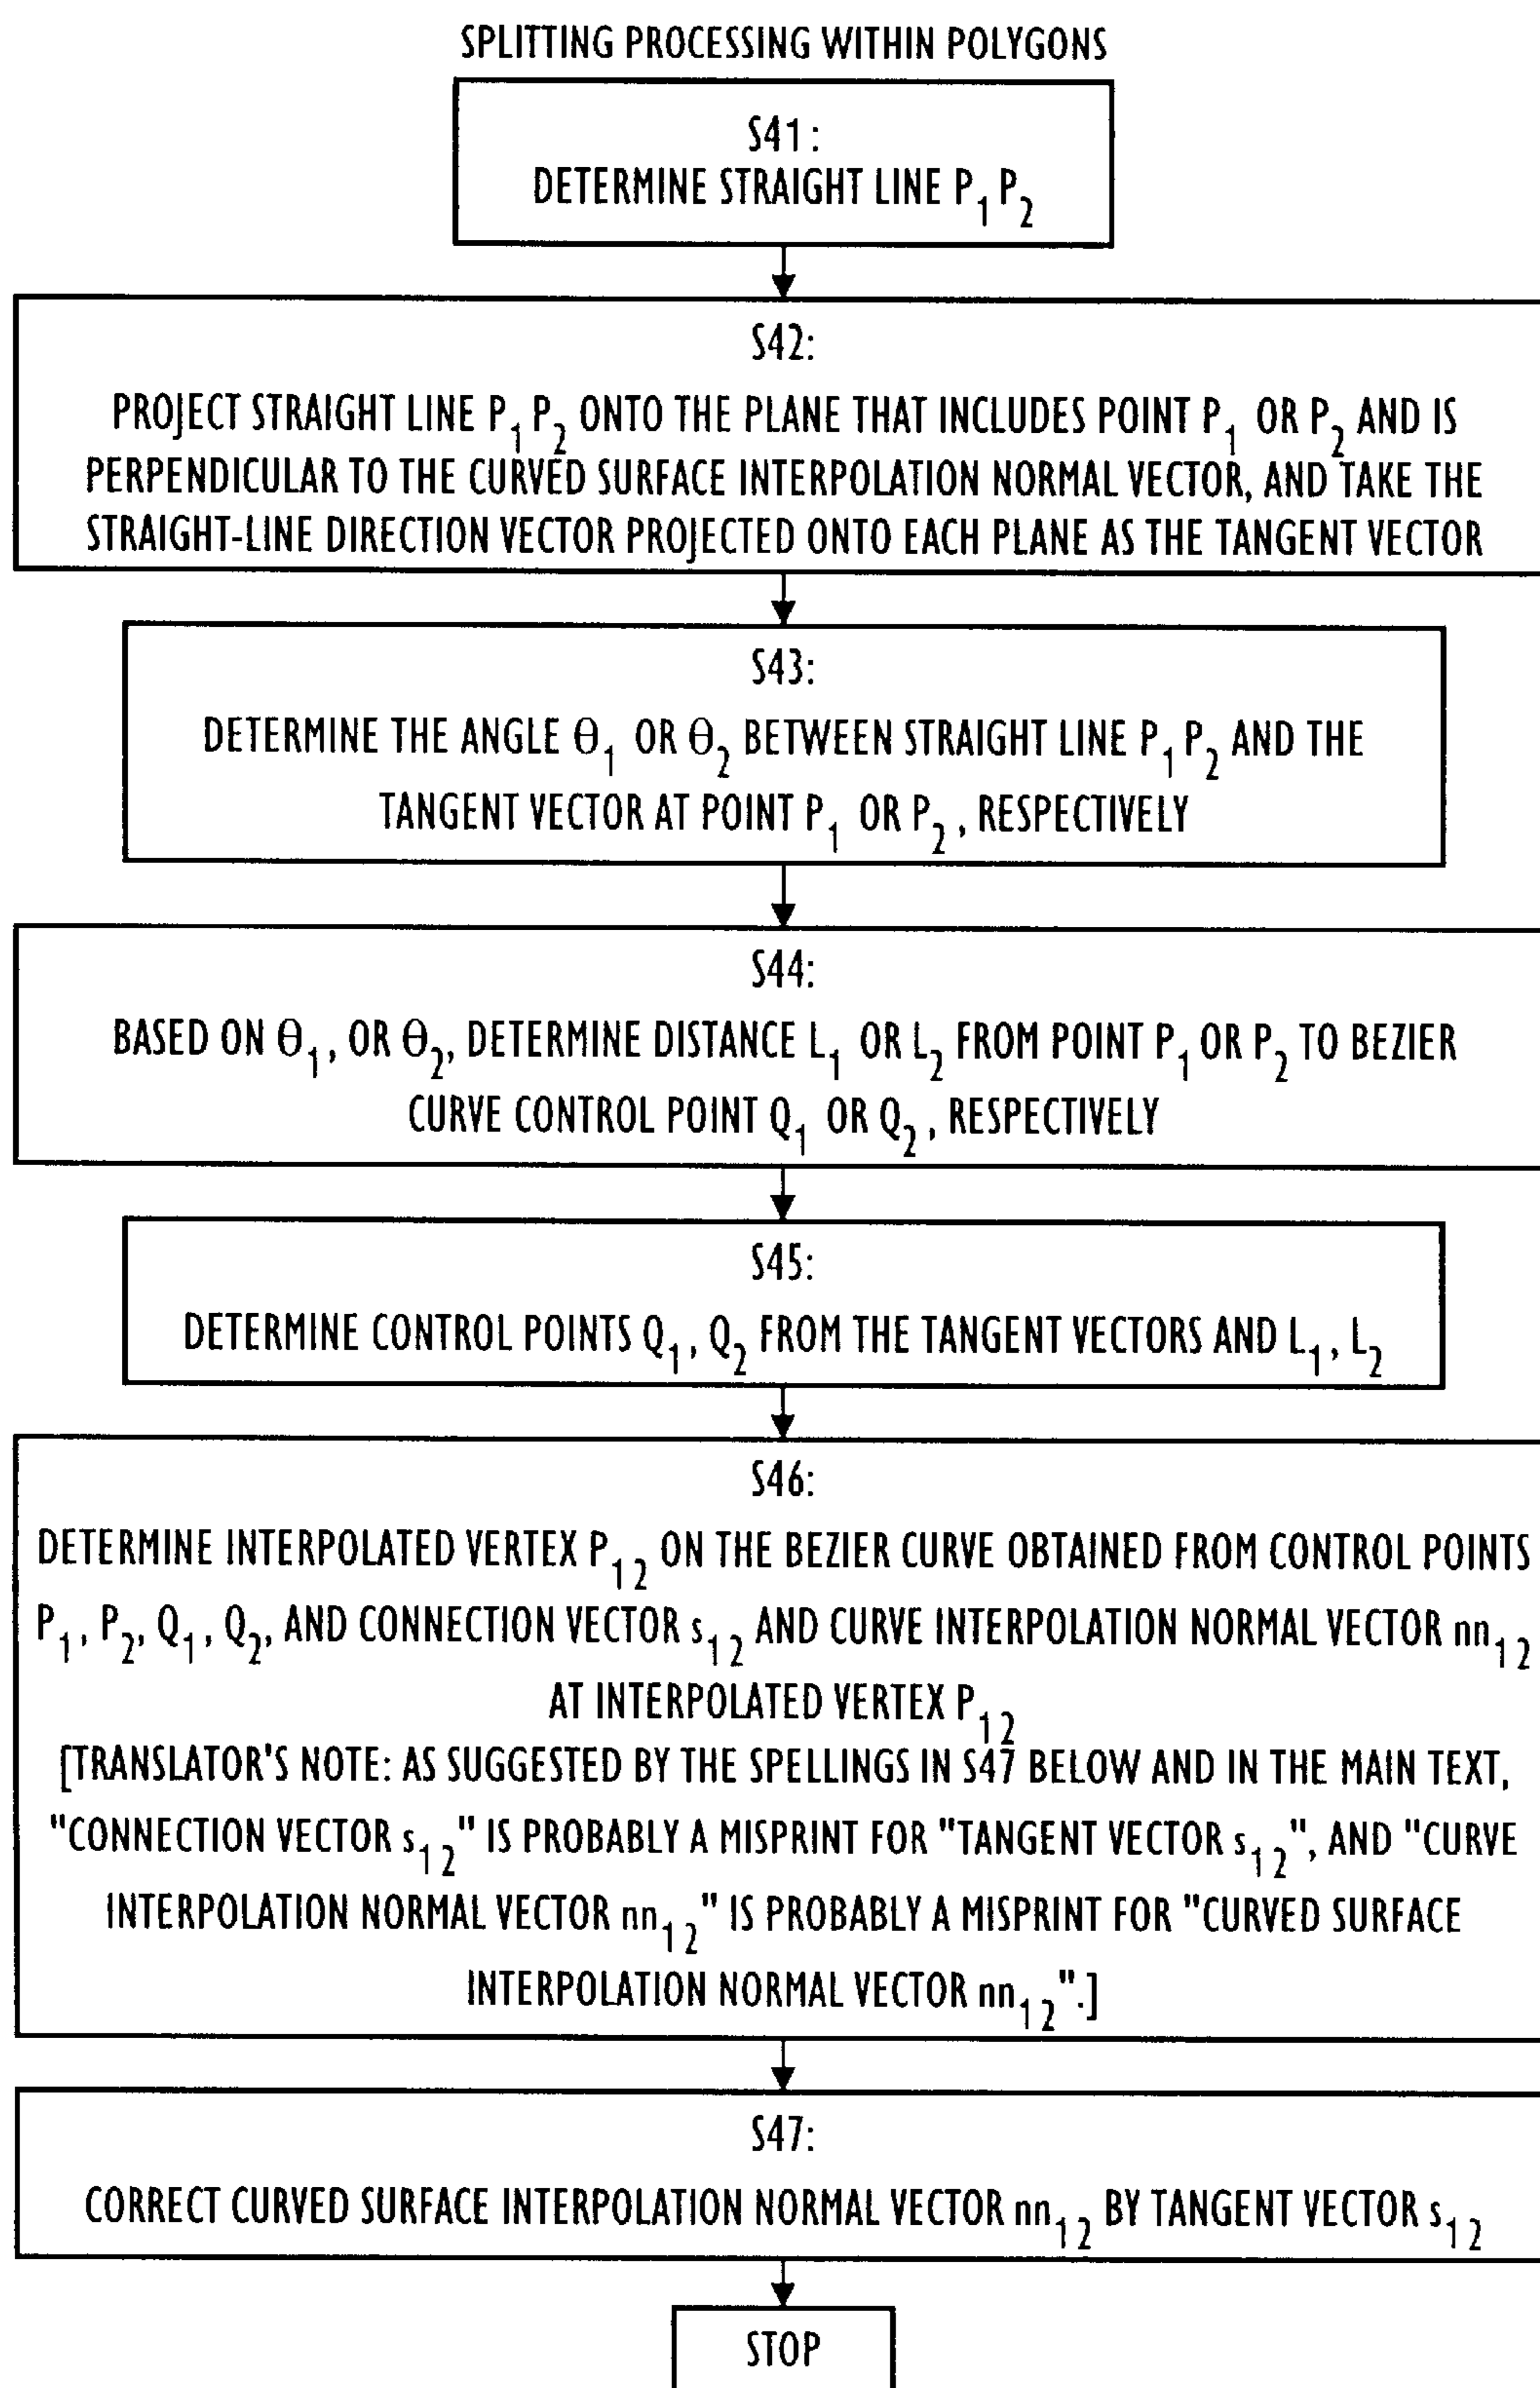 SPLITTING PROCESSING WITHIN POLYGONS
S41:
DETERMINE STRAIGHT LINE P1 P2
S42:
PROJECT STRAIGHT LINE P1 P2 ONTO THE PLANE THAT INCLUDES POINT P1 OR P2 AND IS
PERPENDICULAR TO THE CURVED SURFACE INTERPOLATION NORMAL VECTOR, AND TAKE THE
STRAIGHT-LINE DIRECTION VECTOR PROJECTED ONTO EACH PLANE AS THE TANGENT VECTOR
S43:
DETERMINE THE ANGLE θ1 OR θ2 BETWEEN STRAIGHT LINE P1 P2 AND THE
TANGENT VECTOR AT POINT P1 OR P2, RESPECTIVELY
S44:
BASED ON θ1, OR θ2, DETERMINE DISTANCE L1 OR L2 FROM POINT P1 OR P2 TO BEZIER
CURVE CONTROL POINT Q1 OR Q2, RESPECTIVELY
S45:
DETERMINE CONTROL POINTS Q1, Q2 FROM THE TANGENT VECTORS AND L1, L2
S46:
DETERMINE INTERPOLATED VERTEX P12 ON THE BEZIER CURVE OBTAINED FROM CONTROL POINTS
P1, P2, Q1, Q2, AND CONNECTION VECTOR s12 AND CURVE INTERPOLATION NORMAL VECTOR nn12
AT INTERPOLATED VERTEX P12
[TRANSLATOR'S NOTE: AS SUGGESTED BY THE SPELLINGS IN S47 BELOW AND IN THE MAIN TEXT,
"CONNECTION VECTOR s12" IS PROBABLY A MISPRINT FOR "TANGENT VECTOR s12", AND "CURVE
INTERPOLATION NORMAL VECTOR nn12" IS PROBABLY A MISPRINT FOR "CURVED SURFACE
INTERPOLATION NORMAL VECTOR nn12".]
S47:
CORRECT CURVED SURFACE INTERPOLATION NORMAL VECTOR nn12 BY TANGENT VECTOR s12
STOP